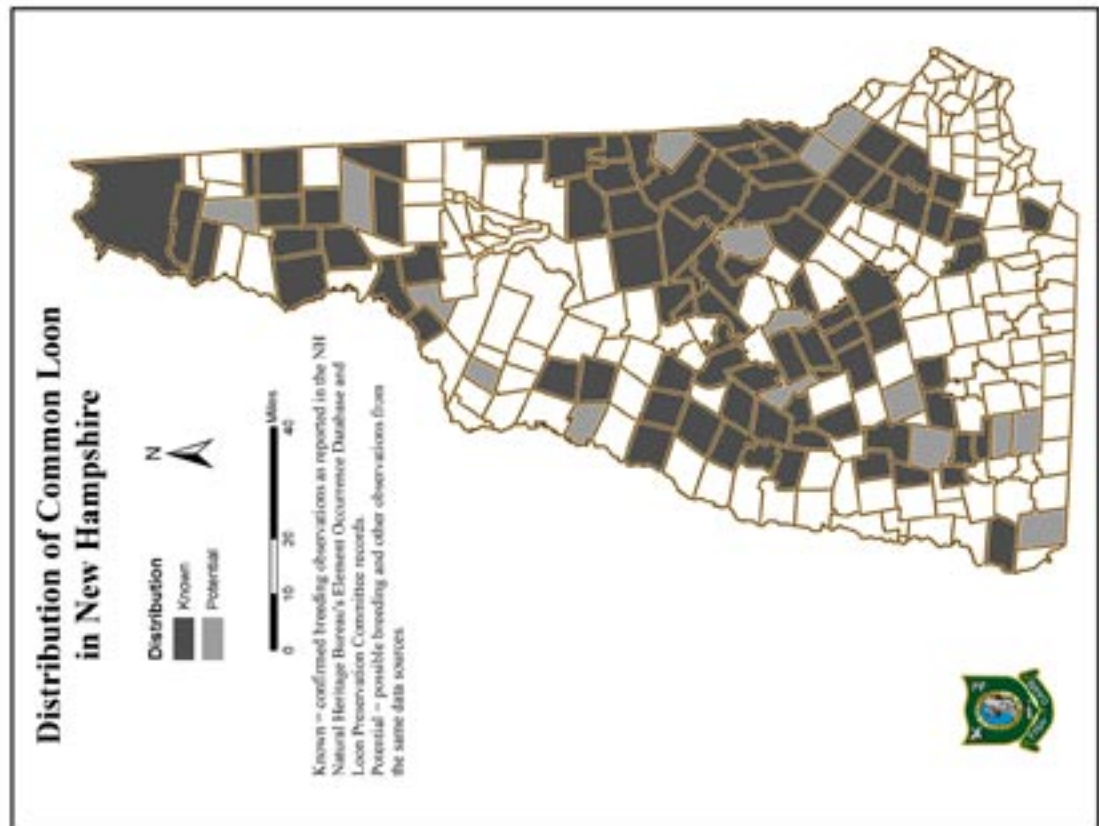 Distribution of Common Loon
in New Hampshire
N
Distribution
Known
Potential
0 10 20 40
Miles
Known = confirmed breeding observations as reported in the NH
Natural Heritage Bureau's Element Occurrence Database and
Loon Preservation Committee records.
Potential = possible breeding and other observations from
the same data sources.